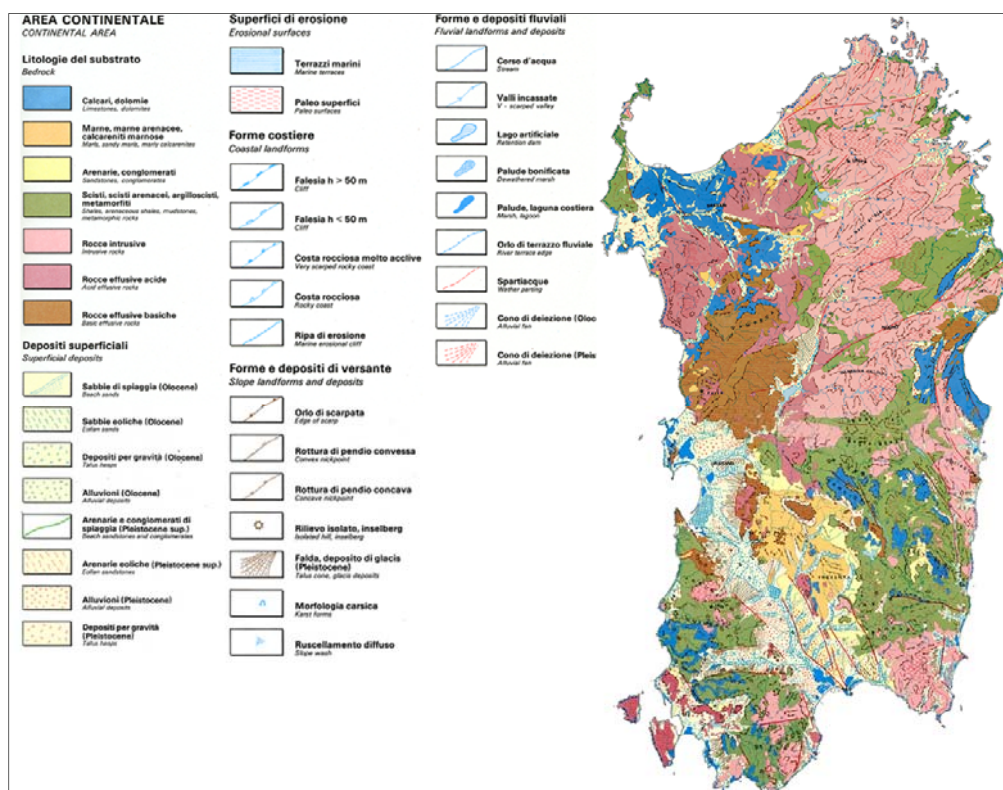 AREA CONTINENTALE
CONTINENTAL AREA
Litologie del substrato
Bedrock
Calcari, dolomie
Limestones, dolomites
Marne, marne arenacee,
calcareniti marnose
Marls, sandy marls, marly calcarenites
Arenarie, conglomerati
Sandstones, conglomerates
Scisti, scisti arenacei, argilloscisti,
metamorfiti
Shales, arenaceous shales, mudstones,
metamorphic rocks
Rocce intrusive
Intrusive rocks
Rocce effusive acide
Acid effusive rocks
Rocce effusive basiche
Basic effusive rocks
Depositi superficiali
Superficial deposits
Sabbie di spiaggia (Olocene)
Beach sands
Sabbie eoliche (Olocene)
Eolian sands
Depositi per gravità (Olocene)
Talus heaps
Alluvioni (Olocene)
Alluvial deposits
Arenarie e conglomerati di
spiaggia (Pleistocene sup.)
Beach sandstones and conglomerates
Arenarie eoliche (Pleistocene sup.)
Eolian sandstones
Alluvioni (Pleistocene)
Alluvial deposits
Depositi per gravità
(Pleistocene)
Talus heaps
Superfici di erosione
Erosional surfaces
Terrazzi marini
Marine terraces
Paleo superfici
Paleo surfaces
Forme costiere
Coastal landforms
Falesia h > 50 m
Cliff
Falesia h < 50 m
Cliff
Costa rocciosa molto acclive
Very scarped rocky coast
Costa rocciosa
Rocky coast
Ripa di erosione
Marine erosional cliff
Forme e depositi di versante
Slope landforms and deposits
Orlo di scarpata
Edge of scarp
Rottura di pendio convessa
Convex nickpoint
Rottura di pendio concava
Concave nickpoint
Rilievo isolato, inselberg
Isolated hill, inselberg
Falda, deposito di glacis
(Pleistocene)
Talus cone, glacis deposits
Morfologia carsica
Karst forms
Ruscellamento diffuso
Slope wash
Forme e depositi fluviali
Fluvial landforms and deposits
Corso d'acqua
Stream
Valli incassate
V - scarped valley
Lago artificiale
Retention dam
Palude bonificata
Dewathered marsh
Palude, laguna costiera
Marsh, lagoon
Orlo di terrazzo fluviale
River terrace edge
Spartiacque
Wather parting
Cono di deiezione (Oloc
Alluvial fan
Cono di deiezione (Pleis
Alluvial fan